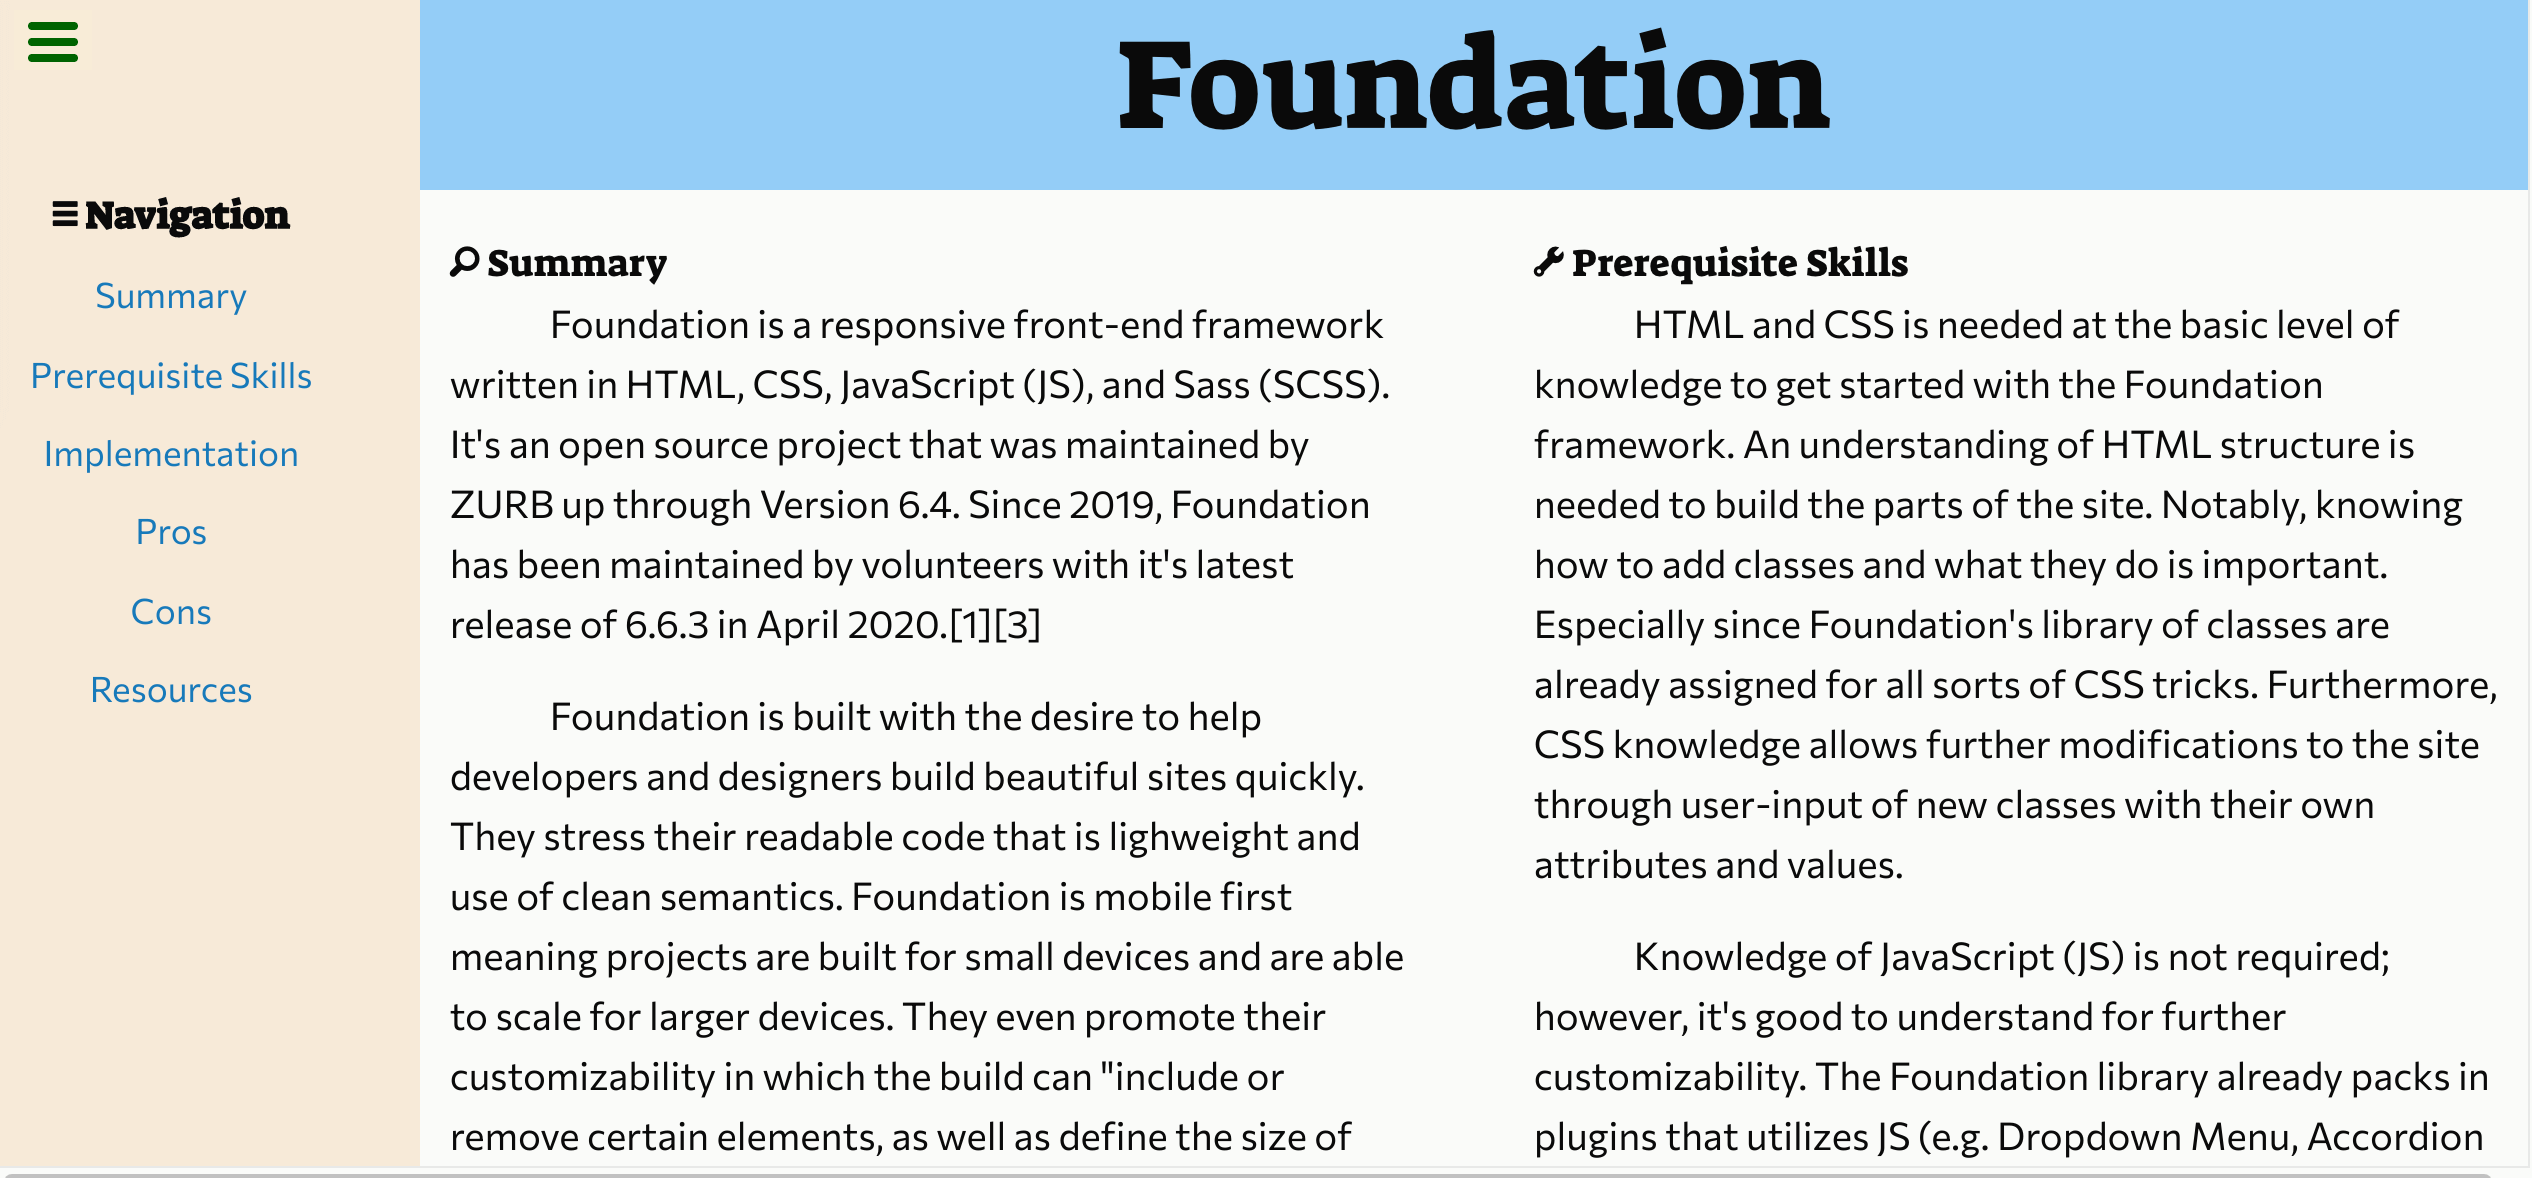 Foundation
Navigation
Summary
Prerequisite Skills
Implementation
Pros
Cons
Resources
Summary
Foundation is a responsive front-end framework
written in HTML, CSS, JavaScript (JS), and Sass (SCSS).
It's an open source project that was maintained by
ZURB up through Version 6.4. Since 2019, Foundation
has been maintained by volunteers with it's latest
release of 6.6.3 in April 2020.[1][3]
Foundation is built with the desire to help
developers and designers build beautiful sites quickly.
They stress their readable code that is lighweight and
use of clean semantics. Foundation is mobile first
meaning projects are built for small devices and are able
to scale for larger devices. They even promote their
customizability in which the build can "include or
remove certain elements, as well as define the size of
Prerequisite Skills
HTML and CSS is needed at the basic level of
knowledge to get started with the Foundation
framework. An understanding of HTML structure is
needed to build the parts of the site. Notably, knowing
how to add classes and what they do is important.
Especially since Foundation's library of classes are
already assigned for all sorts of CSS tricks. Furthermore,
CSS knowledge allows further modifications to the site
through user-input of new classes with their own
attributes and values.
Knowledge of JavaScript (JS) is not required;
however, it's good to understand for further
customizability. The Foundation library already packs in
plugins that utilizes JS (e.g. Dropdown Menu, Accordion